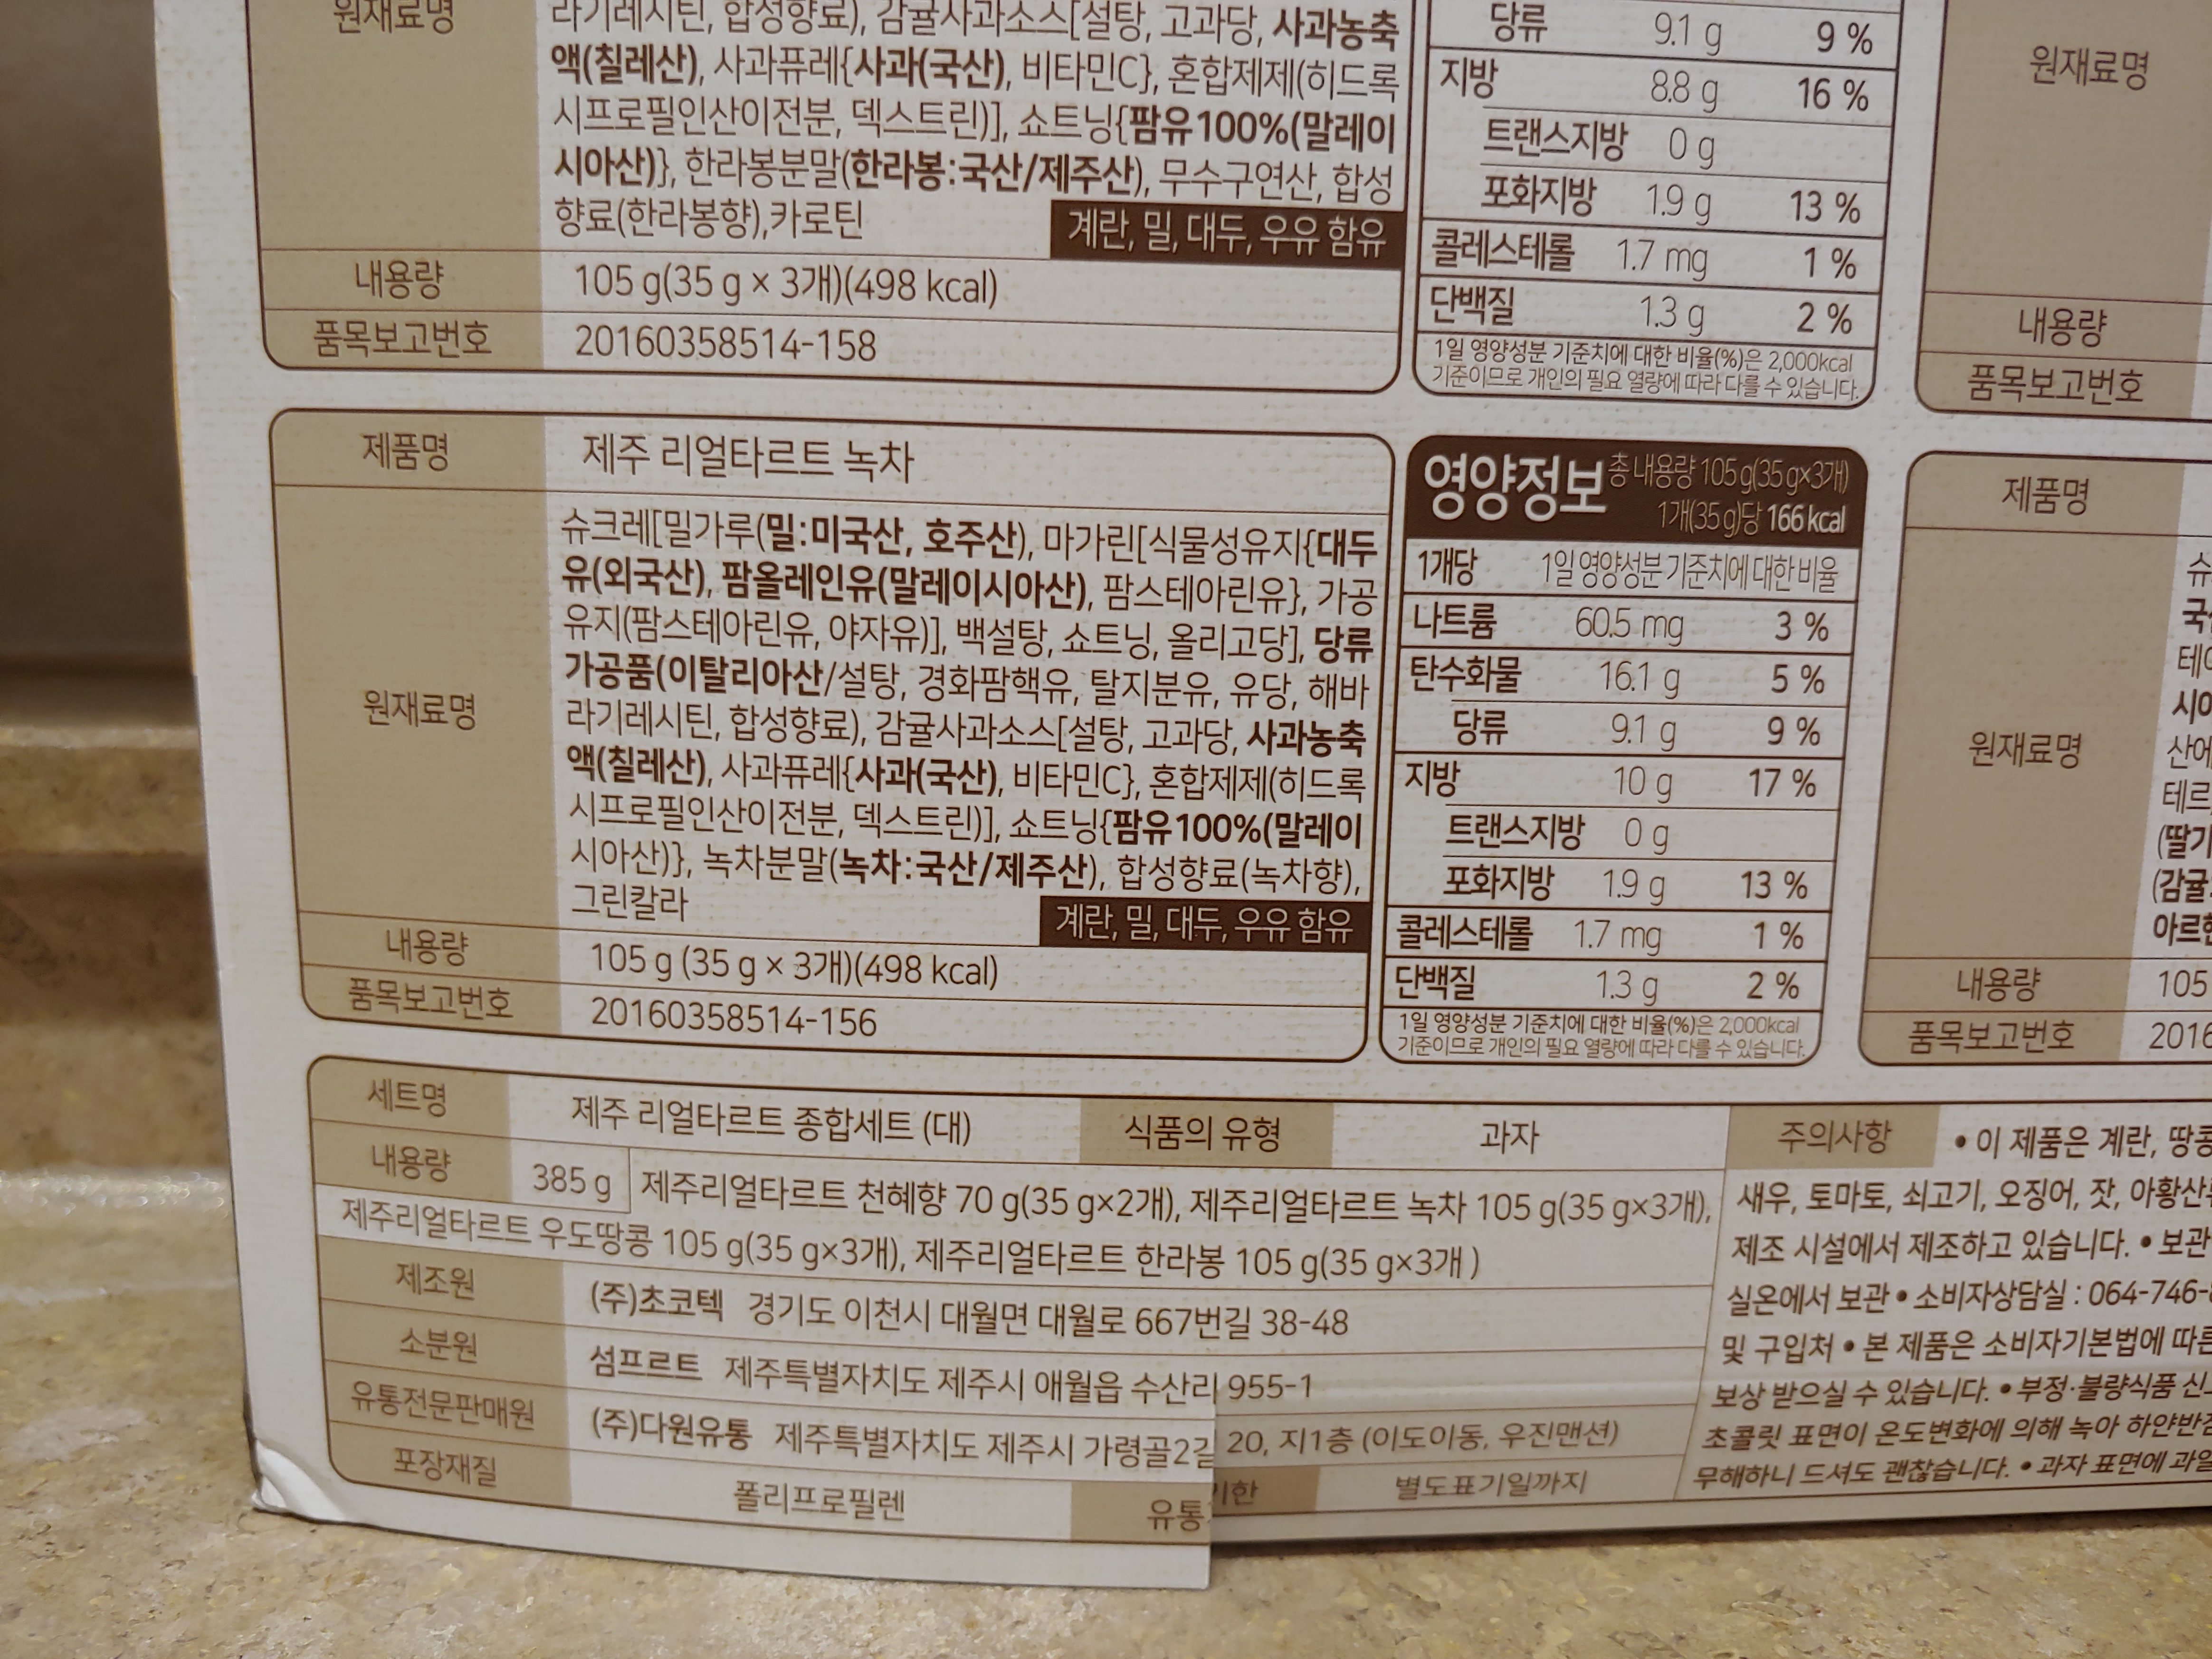 원재료명
라기레시틴, 합성향료), 감귤사과소스[설탕, 고과당, 사과농축
액(칠레산), 사과퓨레{사과(국산), 비타민C}, 혼합제제(히드록
시프로필인산이전분, 덱스트린)], 쇼트닝{팜유100%(말레이
시아산)}, 한라봉분말(한라봉:국산/제주산), 무수구연산, 합성
향료(한라봉향),카로틴
계란, 밀, 대두, 우유 함유
내용량 105 g(35 g × 3개)(498 kcal)
품목보고번호 20160358514-158
당류 9.1 g 9 %
지방 8.8 g 16 %
트랜스지방 0 g
포화지방 1.9 g 13 %
콜레스테롤 1.7 mg 1 %
단백질 1.3 g 2 %
1일 영양성분 기준치에 대한 비율(%)은 2,000kcal
기준이므로 개인의 필요 열량에 따라 다를 수 있습니다.
원재료명
내용량
품목보고번호
제품명 제주 리얼타르트 녹차
원재료명
슈크레[밀가루(밀:미국산, 호주산), 마가린[식물성유지{대두
유(외국산), 팜올레인유(말레이시아산), 팜스테아린유}, 가공
유지(팜스테아린유, 야자유)], 백설탕, 쇼트닝, 올리고당], 당류
가공품(이탈리아산/설탕, 경화팜핵유, 탈지분유, 유당, 해바
라기레시틴, 합성향료), 감귤사과소스[설탕, 고과당, 사과농축
액(칠레산), 사과퓨레{사과(국산), 비타민C}, 혼합제제(히드록
시프로필인산이전분, 덱스트린)], 쇼트닝{팜유100%(말레이
시아산)}, 녹차분말(녹차:국산/제주산), 합성향료(녹차향),
그린칼라
계란, 밀, 대두, 우유 함유
내용량 105 g (35 g × 3개)(498 kcal)
품목보고번호 20160358514-156
영양정보 총 내용량 105 g(35 g×3개)
1개(35 g)당 166 kcal
1개당 1일 영양성분 기준치에 대한 비율
나트륨 60.5 mg 3 %
탄수화물 16.1 g 5 %
당류 9.1 g 9 %
지방 10 g 17 %
트랜스지방 0 g
포화지방 1.9 g 13 %
콜레스테롤 1.7 mg 1 %
단백질 1.3 g 2 %
1일 영양성분 기준치에 대한 비율(%)은 2,000kcal
기준이므로 개인의 필요 열량에 따라 다를 수 있습니다.
제품명
원재료명
슈
국산
시아
산에
테르
(딸기
(감귤
내용량 105
품목보고번호 2016
세트명 제주 리얼타르트 종합세트 (대) 식품의 유형 과자
내용량 385 g 제주리얼타르트 천혜향 70 g(35 g×2개), 제주리얼타르트 녹차 105 g(35 g×3개),
제주리얼타르트 우도땅콩 105 g(35 g×3개), 제주리얼타르트 한라봉 105 g(35 g×3개 )
제조원 (주)초코텍 경기도 이천시 대월면 대월로 667번길 38-48
소분원 섬프르트 제주특별자치도 제주시 애월읍 수산리 955-1
유통전문판매원 (주)다원유통 제주특별자치도 제주시 가령골2길 20, 지1층 (이도이동, 우진맨션)
포장재질 폴리프로필렌 유통기한 별도표기일까지
주의사항 • 이 제품은 계란, 땅콩
새우, 토마토, 쇠고기, 오징어, 잣, 아황산
제조 시설에서 제조하고 있습니다. • 보관
실온에서 보관 • 소비자상담실 : 064-746-
및 구입처 • 본 제품은 소비자기본법에 따른
보상 받으실 수 있습니다. • 부정·불량식품 신
초콜릿 표면이 온도변화에 의해 녹아 하얀반점
무해하니 드셔도 괜찮습니다. • 과자 표면에 과일